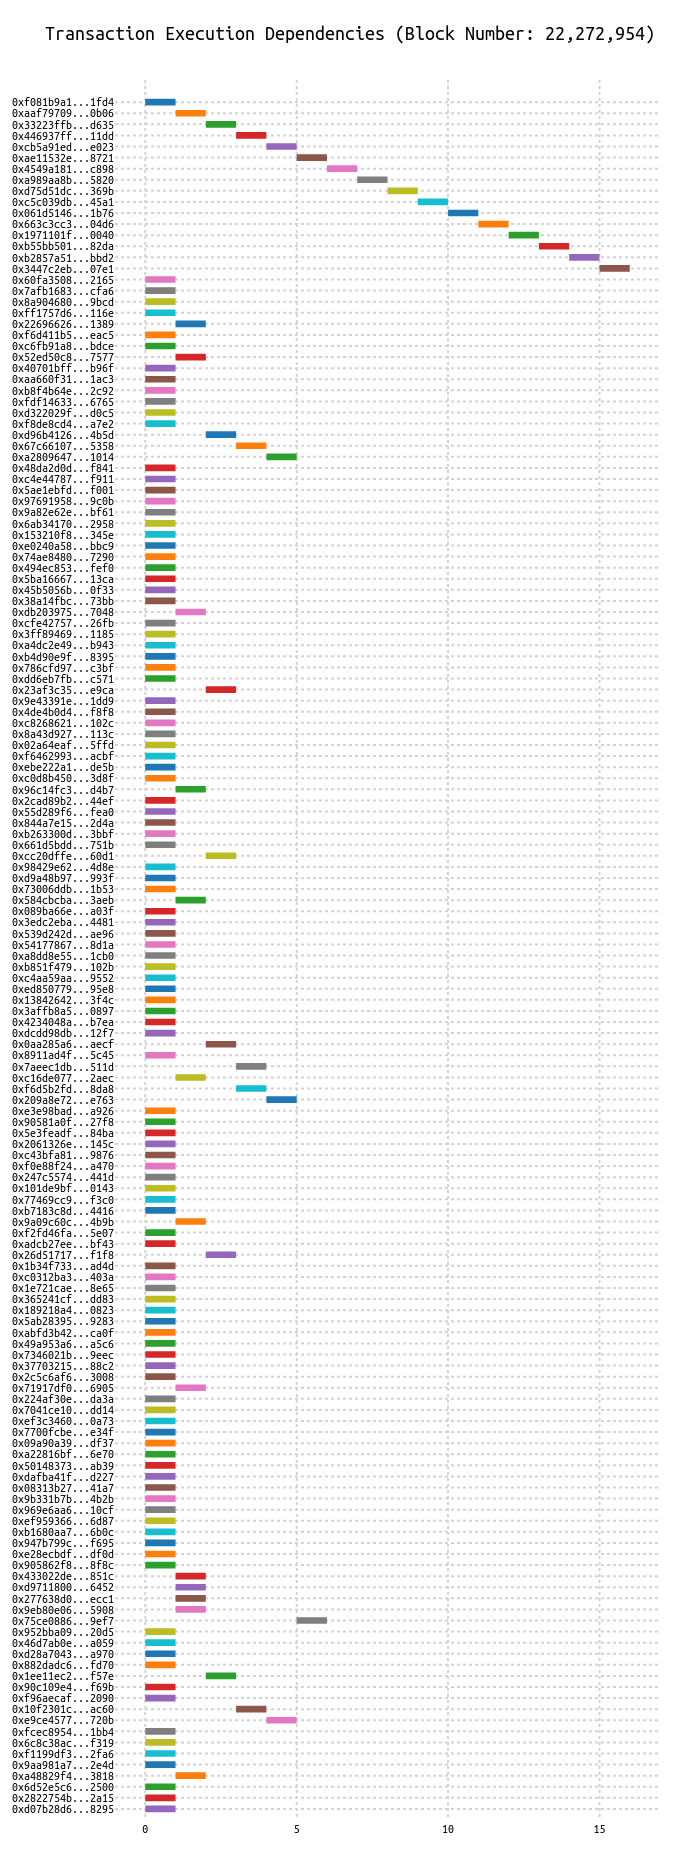 Transaction Execution Dependencies (Block Number: 22,272,954)
0xf081b9a1...1fd4
0xaaf79709...0b06
0x33223ffb...d635
0x446937ff...11dd
0xcb5a91ed...e023
0xae11532e...8721
0x4549a181...c898
0xa989aa8b...5820
0xd75d51dc...369b
0xc5c039db...45a1
0x061d5146...1b76
0x663c3cc3...04d6
0x1971101f...0040
0xb55bb501...82da
0xb2857a51...bbd2
0x3447c2eb...07e1
0x60fa3508...2165
0x7afb1683...cfa6
0x8a904680...9bcd
0xff1757d6...116e
0x22696626...1389
0xf6d411b5...eac5
0xc6fb91a8...bdce
0x52ed50c8...7577
0x40701bff...b96f
0xaa660f31...1ac3
0xb8f4b64e...2c92
0xfdf14633...6765
0xd322029f...d0c5
0xf8de8cd4...a7e2
0xd96b4126...4b5d
0x67c66107...5358
0xa2809647...1014
0x48da2d0d...f841
0xc4e44787...f911
0x5ae1ebfd...f001
0x97691958...9c0b
0x9a82e62e...bf61
0x6ab34170...2958
0x153210f8...345e
0xe0240a58...bbc9
0x74ae8480...7290
0x494ec853...fef0
0x5ba16667...13ca
0x45b5056b...0f33
0x38a14fbc...73bb
0xdb203975...7048
0xcfe42757...26fb
0x3ff89469...1185
0xa4dc2e49...b943
0xb4d90e9f...8395
0x786cfd97...c3bf
0xdd6eb7fb...c571
0x23af3c35...e9ca
0x9e43391e...1dd9
0x4de4b0d4...f8f8
0xc8268621...102c
0x8a43d927...113c
0x02a64eaf...5ffd
0xf6462993...acbf
0xebe222a1...de5b
0xc0d8b450...3d8f
0x96c14fc3...d4b7
0x2cad89b2...44ef
0x55d289f6...fea0
0x844a7e15...2d4a
0xb263300d...3bbf
0x661d5bdd...751b
0xcc20dffe...60d1
0x98429e62...4d8e
0xd9a48b97...993f
0x73006ddb...1b53
0x584cbcba...3aeb
0x089ba66e...a03f
0x3edc2eba...4481
0x539d242d...ae96
0x54177867...8d1a
0xa8dd8e55...1cb0
0xb851f479...102b
0xc4aa59aa...9552
0xed850779...95e8
0x13842642...3f4c
0x3affb8a5...0897
0x4234048a...b7ea
0xdcdd98db...12f7
0x0aa285a6...aecf
0x8911ad4f...5c45
0x7aeec1db...511d
0xc16de077...2aec
0xf6d5b2fd...8da8
0x209a8e72...e763
0xe3e98bad...a926
0x90581a0f...27f8
0x5e3feadf...84ba
0x2061326e...145c
0xc43bfa81...9876
0xf0e88f24...a470
0x247c5574...441d
0x101de9bf...0143
0x77469cc9...f3c0
0xb7183c8d...4416
0x9a09c60c...4b9b
0xf2fd46fa...5e07
0xadcb27ee...bf43
0x26d51717...f1f8
0x1b34f733...ad4d
0xc0312ba3...403a
0x1e721cae...8e65
0x365241cf...dd83
0x189218a4...0823
0x5ab28395...9283
0xabfd3b42...ca0f
0x49a953a6...a5c6
0x7346021b...9eec
0x37703215...88c2
0x2c5c6af6...3008
0x71917df0...6905
0x224af30e...da3a
0x7041ce10...dd14
0xef3c3460...0a73
0x7700fcbe...e34f
0x09a90a39...df37
0xa22816bf...6e70
0x50148373...ab39
0xdafba41f...d227
0x08313b27...41a7
0x9b331b7b...4b2b
0x969e6aa6...10cf
0xef959366...6d87
0xb1680aa7...6b0c
0x947b799c...f695
0xe28ecbdf...df0d
0x905862f8...8f8c
0x433022de...851c
0xd9711800...6452
0x277638d0...ecc1
0x9eb80e06...5908
0x75ce0886...9ef7
0x952bba09...20d5
0x46d7ab0e...a059
0xd28a7043...a970
0x882dadc6...fd70
0x1ee11ec2...f57e
0x90c109e4...f69b
0xf96aecaf...2090
0x10f2301c...ac60
0xe9ce4577...720b
0xfcec8954...1bb4
0x6c8c38ac...f319
0xf1199df3...2fa6
0x9aa981a7...2e4d
0xa48829f4...3818
0x6d52e5c6...2500
0x2822754b...2a15
0xd07b28d6...8295
0 5 10 15